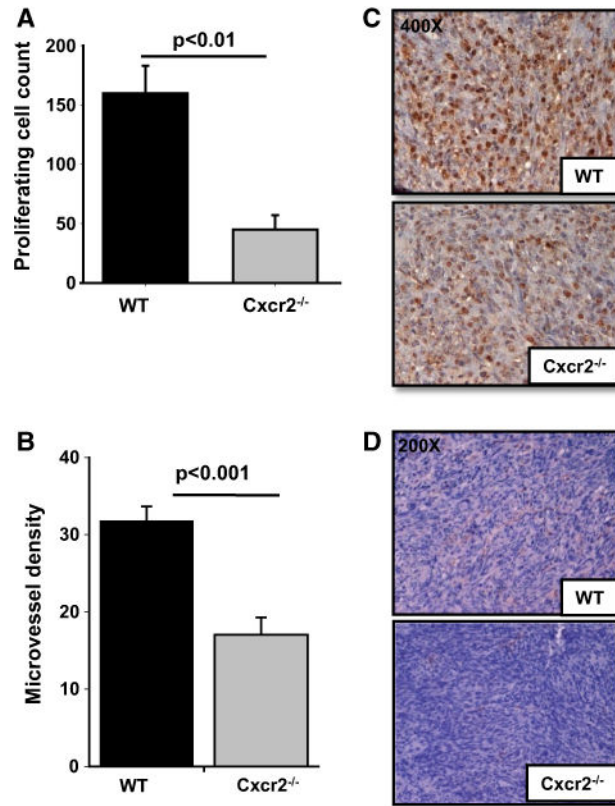 A
p<0.01
Proliferating cell count
200
150
100
50
0
WT
Cxcr2-/-
C
400X
WT
Cxcr2-/-
B
p<0.001
Microvessel density
40
30
20
10
0
WT
Cxcr2-/-
D
200X
WT
Cxcr2-/-